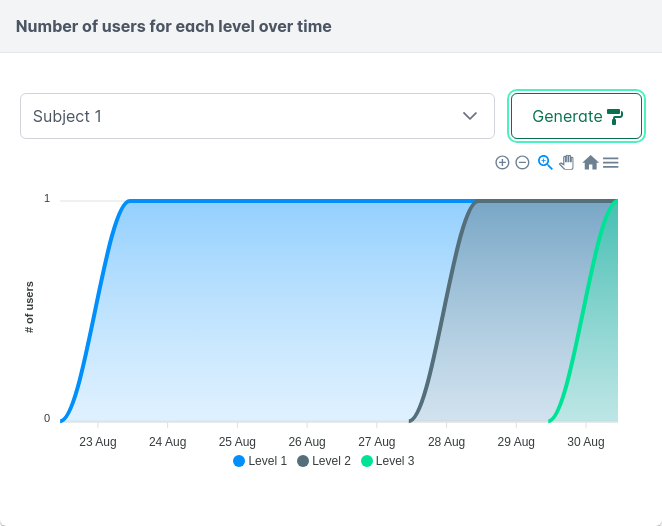 Number of users for each level over time
Subject 1
Generate
1
# of users
0
23 Aug 24 Aug 25 Aug 26 Aug 27 Aug 28 Aug 29 Aug 30 Aug
Level 1 Level 2 Level 3